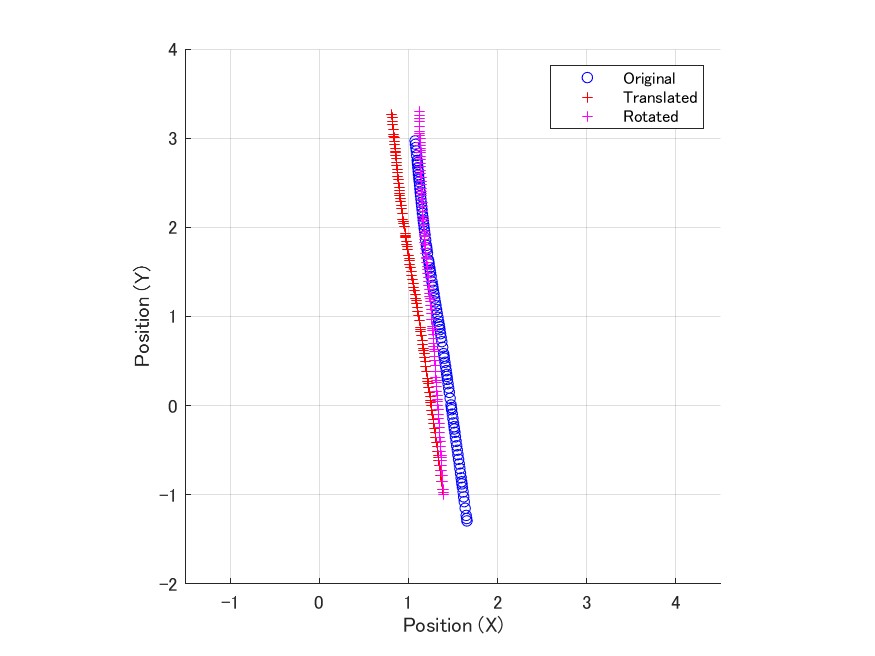 4
3
2
1
0
−1
−2
−1
0
1
2
3
4
Position (X)
Position (Y)
Original
Translated
Rotated